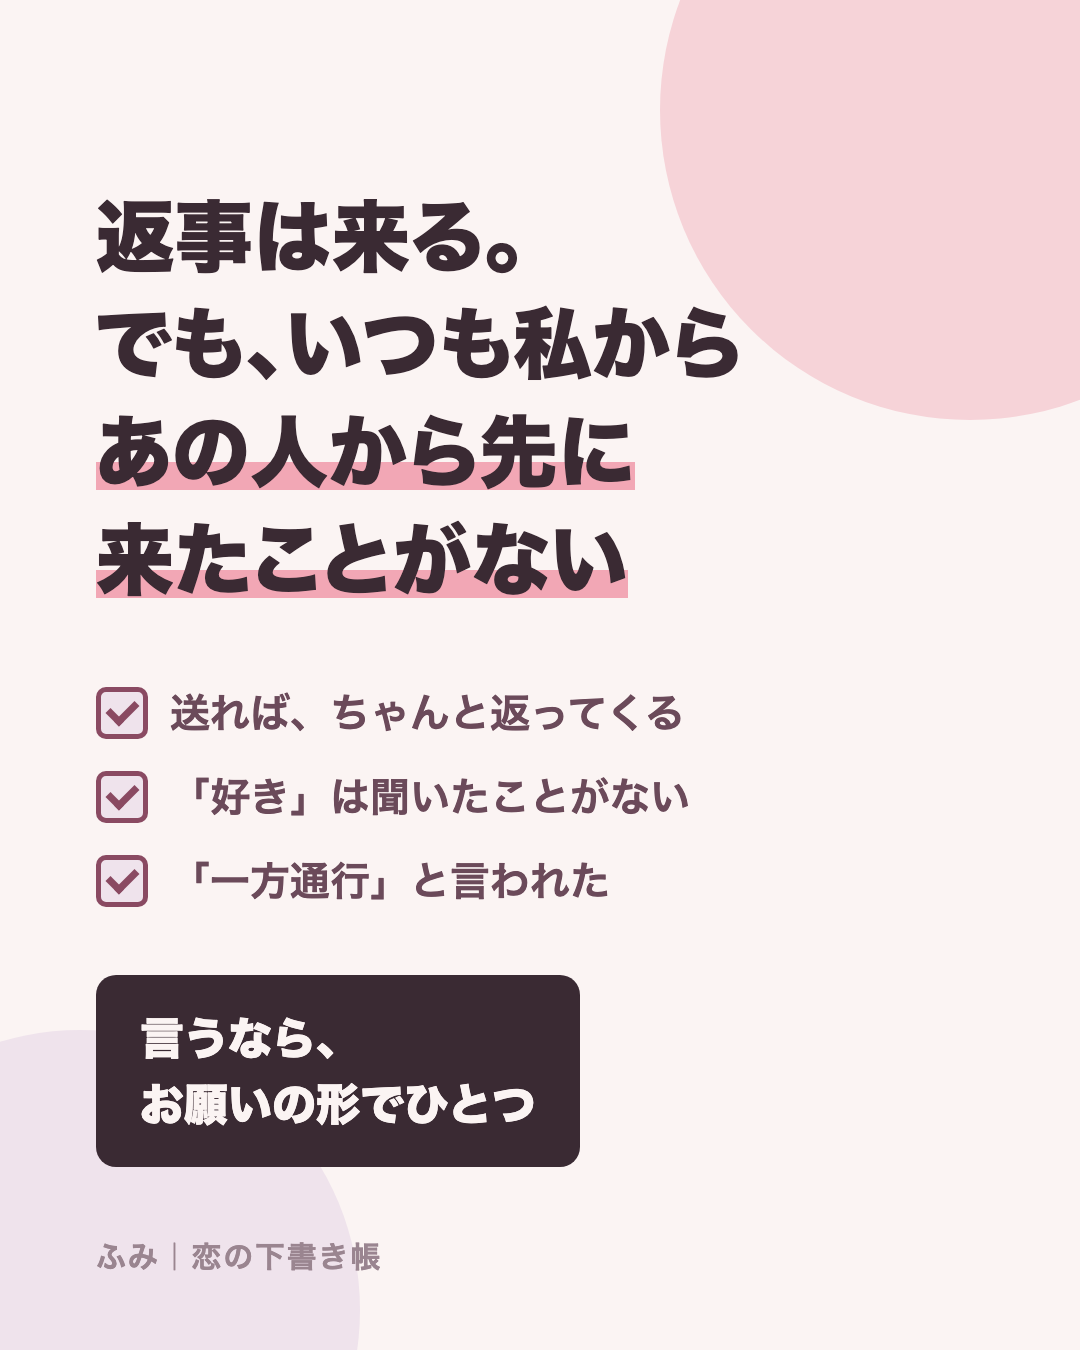 返事は来る。
でも、いつも私から
あの人から先に
来たことがない
送れば、ちゃんと返ってくる
「好き」は聞いたことがない
「一方通行」と言われた
言うなら、
お願いの形でひとつ
ふみ｜恋の下書き帳